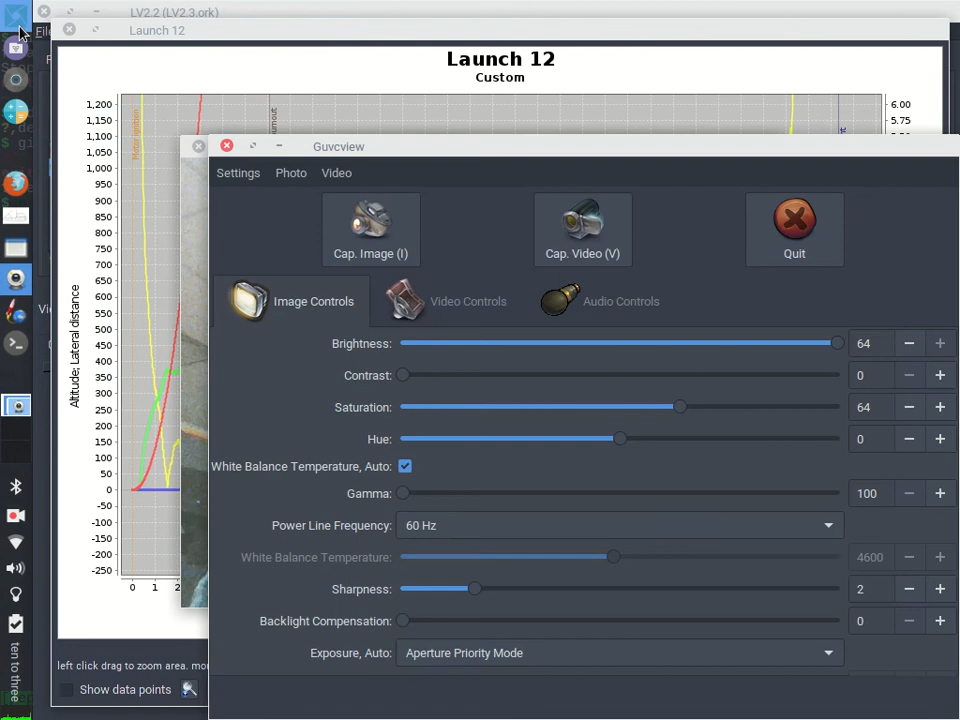 LV2.2 (LV2.3.ork)
File
Launch 12
Launch 12
Custom
1,200
1,150
1,100
1,050
1,000
950
900
850
800
750
700
650
600
550
500
450
400
350
300
250
200
150
100
50
0
-50
-100
-150
-200
-250
Altitude; Lateral distance
Motor ignition
6.00
5.75
0 1 2
left click drag to zoom area. mo
Show data points
Guvcview
Settings Photo Video
Cap. Image (I) Cap. Video (V) Quit
Image Controls Video Controls Audio Controls
Brightness: 64
Contrast: 0
Saturation: 64
Hue: 0
White Balance Temperature, Auto:
Gamma: 100
Power Line Frequency: 60 Hz
White Balance Temperature: 4600
Sharpness: 2
Backlight Compensation: 0
Exposure, Auto: Aperture Priority Mode
ten to three